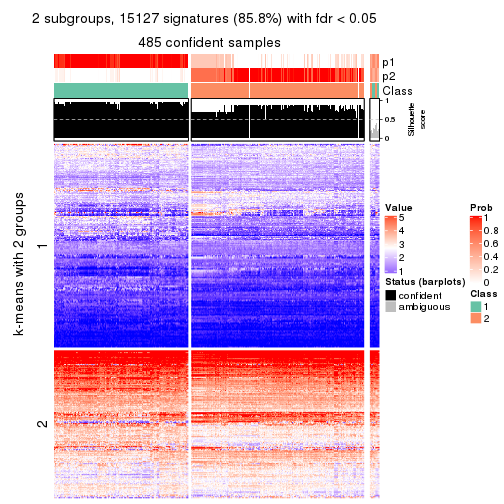 2 subgroups, 15127 signatures (85.8%) with fdr < 0.05
485 confident samples
p1
p2
Class
1
0.5
0
Silhouette
score
k-means with 2 groups
1
2
Value
5
4
3
2
1
Status (barplots)
confident
ambiguous
Prob
1
0.8
0.6
0.4
0.2
0
Class
1
2